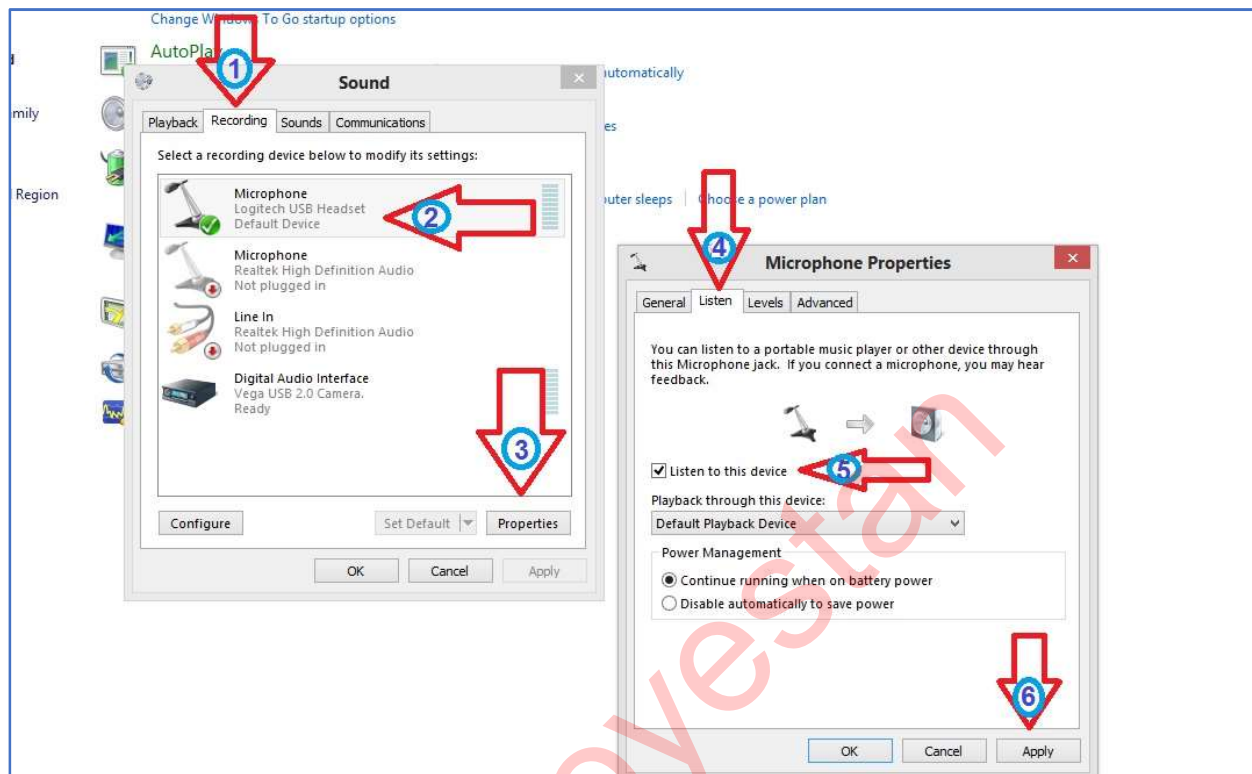 Change Windows To Go startup options
AutoPlay
automatically
mily
es
Region
puter sleeps
Choose a power plan
1
Sound
Playback Recording Sounds Communications
Select a recording device below to modify its settings:
Microphone
Logitech USB Headset
Default Device
2
Microphone
Realtek High Definition Audio
Not plugged in
Line In
Realtek High Definition Audio
Not plugged in
Digital Audio Interface
Vega USB 2.0 Camera.
Ready
3
Configure Set Default Properties
OK Cancel Apply
4
Microphone Properties
General Listen Levels Advanced
You can listen to a portable music player or other device through
this Microphone jack. If you connect a microphone, you may hear
feedback.
Listen to this device
5
Playback through this device:
Default Playback Device
Power Management
Continue running when on battery power
Disable automatically to save power
6
OK Cancel Apply
oyestan